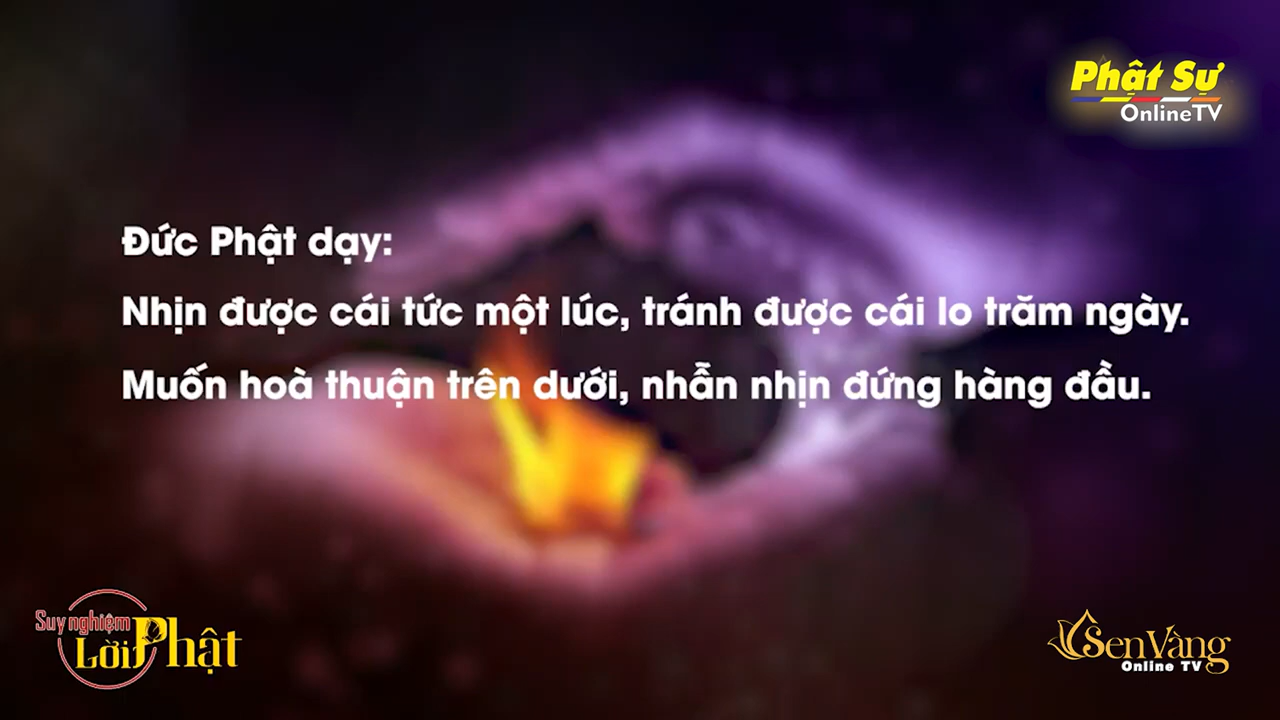 Phật Sự
OnlineTV
Đức Phật dạy:
Nhịn được cái tức một lúc, tránh được cái lo trăm ngày.
Muốn hoà thuận trên dưới, nhẫn nhịn đứng hàng đầu.
Suy nghiệm
Lời Phật
Sen Vàng
Online TV